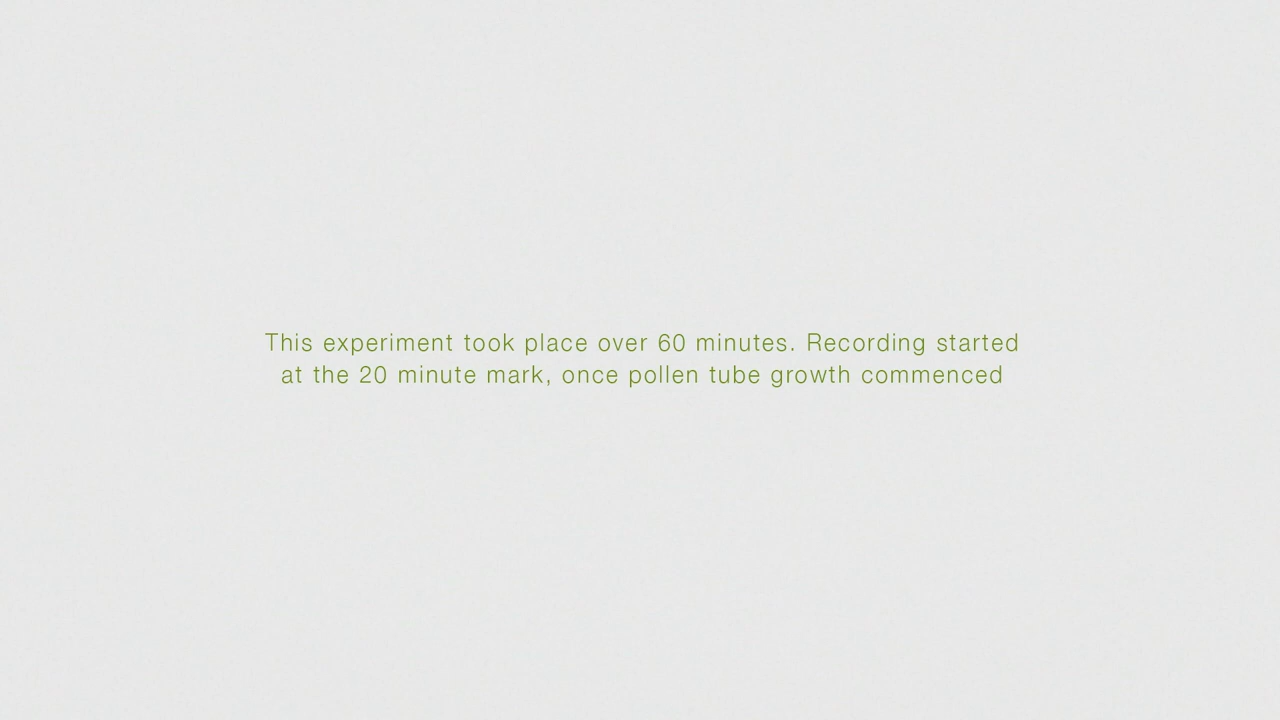 This experiment took place over 60 minutes. Recording started
at the 20 minute mark, once pollen tube growth commenced